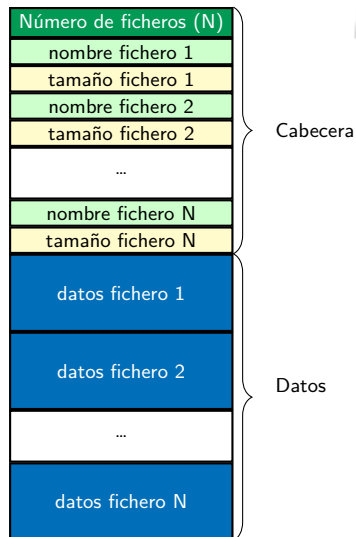 Número de ficheros (N)
nombre fichero 1
tamaño fichero 1
nombre fichero 2
tamaño fichero 2
...
nombre fichero N
tamaño fichero N
Cabecera
datos fichero 1
datos fichero 2
...
datos fichero N
Datos